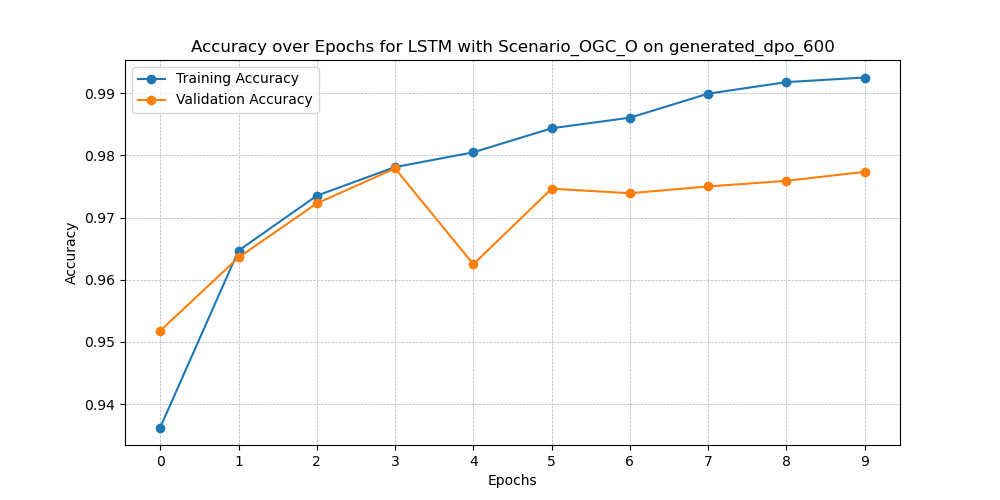 Accuracy over Epochs for LSTM with Scenario_OGC_O on generated_dpo_600
Training Accuracy
Validation Accuracy
Accuracy
0.99
0.98
0.97
0.96
0.95
0.94
0 1 2 3 4 5 6 7 8 9
Epochs